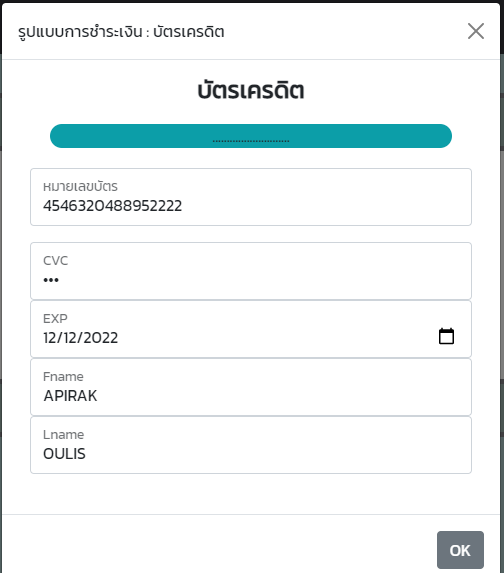 รูปแบบการชำระเงิน : บัตรเครดิต
บัตรเครดิต
...........................
หมายเลขบัตร
4546320488952222
CVC
•••
EXP
12/12/2022
Fname
APIRAK
Lname
OULIS
OK